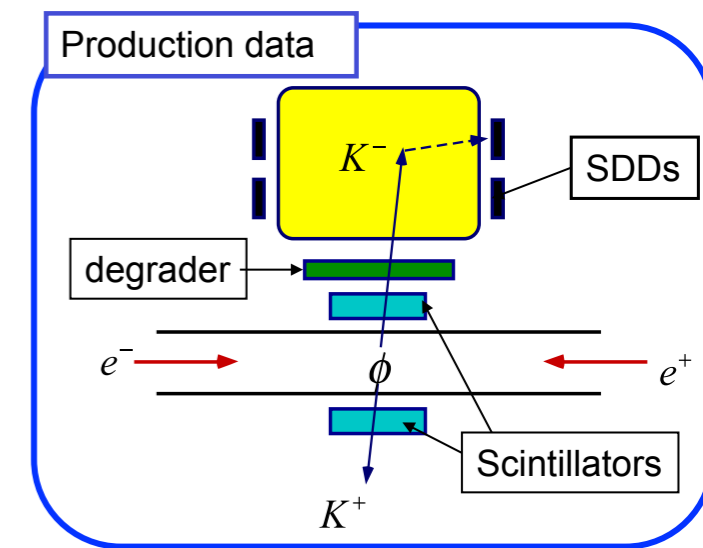 Production data
K⁻
SDDs
degrader
e⁻
ϕ
e⁺
Scintillators
K⁺